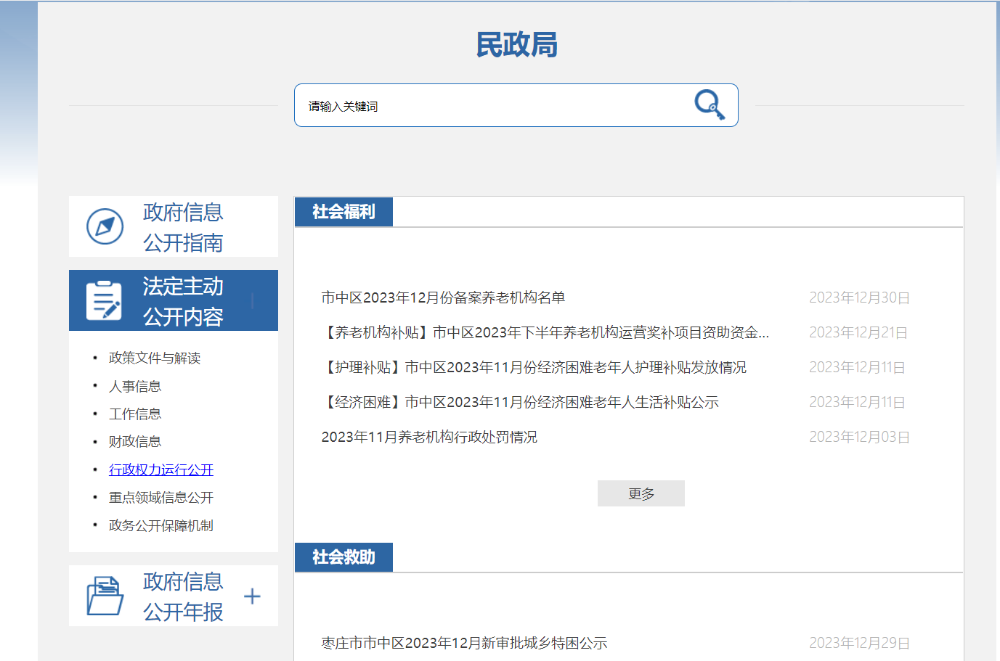 民政局
请输入关键词
政府信息
公开指南
法定主动
公开内容
• 政策文件与解读
• 人事信息
• 工作信息
• 财政信息
• 行政权力运行公开
• 重点领域信息公开
• 政务公开保障机制
政府信息
公开年报
+
社会福利
市中区2023年12月份备案养老机构名单 2023年12月30日
【养老机构补贴】市中区2023年下半年养老机构运营奖补项目资助资金... 2023年12月21日
【护理补贴】市中区2023年11月份经济困难老年人护理补贴发放情况 2023年12月11日
【经济困难】市中区2023年11月份经济困难老年人生活补贴公示 2023年12月11日
2023年11月养老机构行政处罚情况 2023年12月03日
更多
社会救助
枣庄市市中区2023年12月新审批城乡特困公示 2023年12月29日